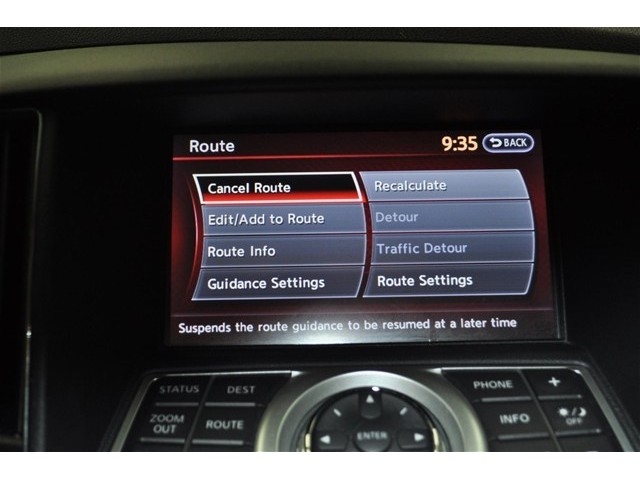 Route 9:35 BACK
Cancel Route Recalculate
Edit/Add to Route Detour
Route Info Traffic Detour
Guidance Settings Route Settings
Suspends the route guidance to be resumed at a later time
STATUS DEST PHONE +
ZOOM OUT ROUTE ENTER INFO OFF